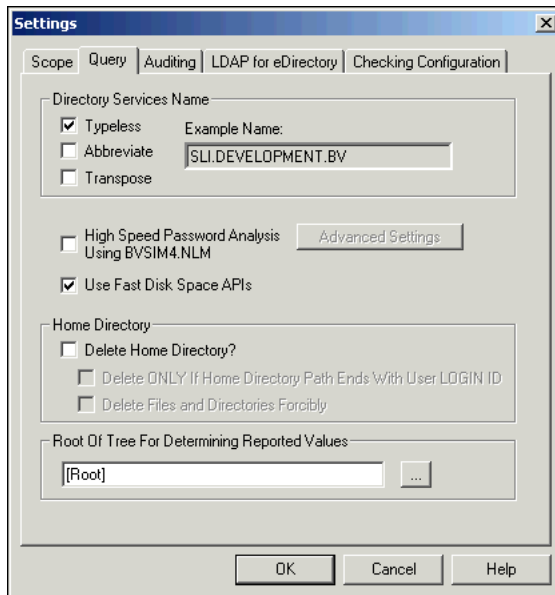 Settings
Scope Query Auditing LDAP for eDirectory Checking Configuration
Directory Services Name
Typeless Example Name:
Abbreviate SLI.DEVELOPMENT.BV
Transpose
High Speed Password Analysis Advanced Settings
Using BVSIM4.NLM
Use Fast Disk Space APIs
Home Directory
Delete Home Directory?
Delete ONLY If Home Directory Path Ends With User LOGIN ID
Delete Files and Directories Forcibly
Root Of Tree For Determining Reported Values
[Root] ...
OK Cancel Help